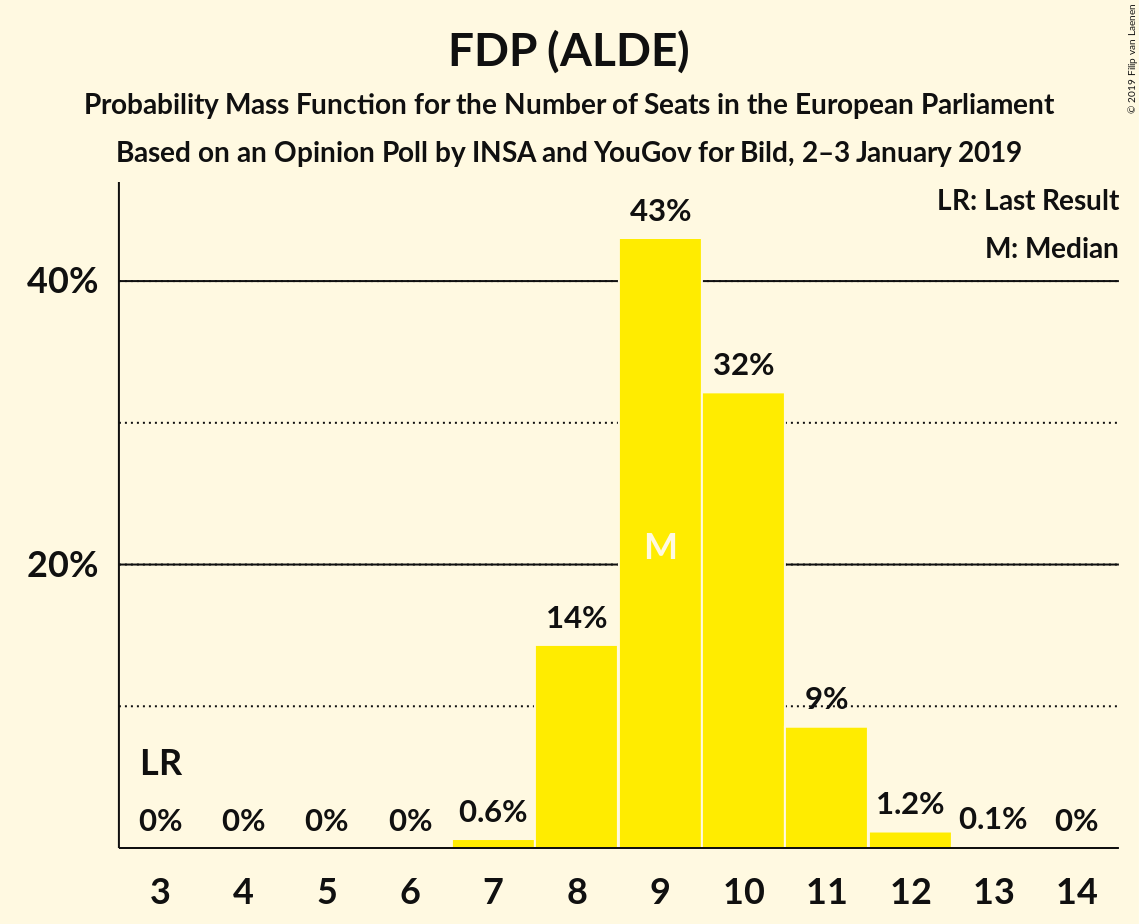 FDP (ALDE)
Probability Mass Function for the Number of Seats in the European Parliament
Based on an Opinion Poll by INSA and YouGov for Bild, 2–3 January 2019
© 2019 Filip van Laenen
LR: Last Result
M: Median
43%
40%
32%
M
20%
14%
9%
LR
0%
0%
0%
0%
0.6%
1.2%
0.1%
0%
3 4 5 6 7 8 9 10 11 12 13 14